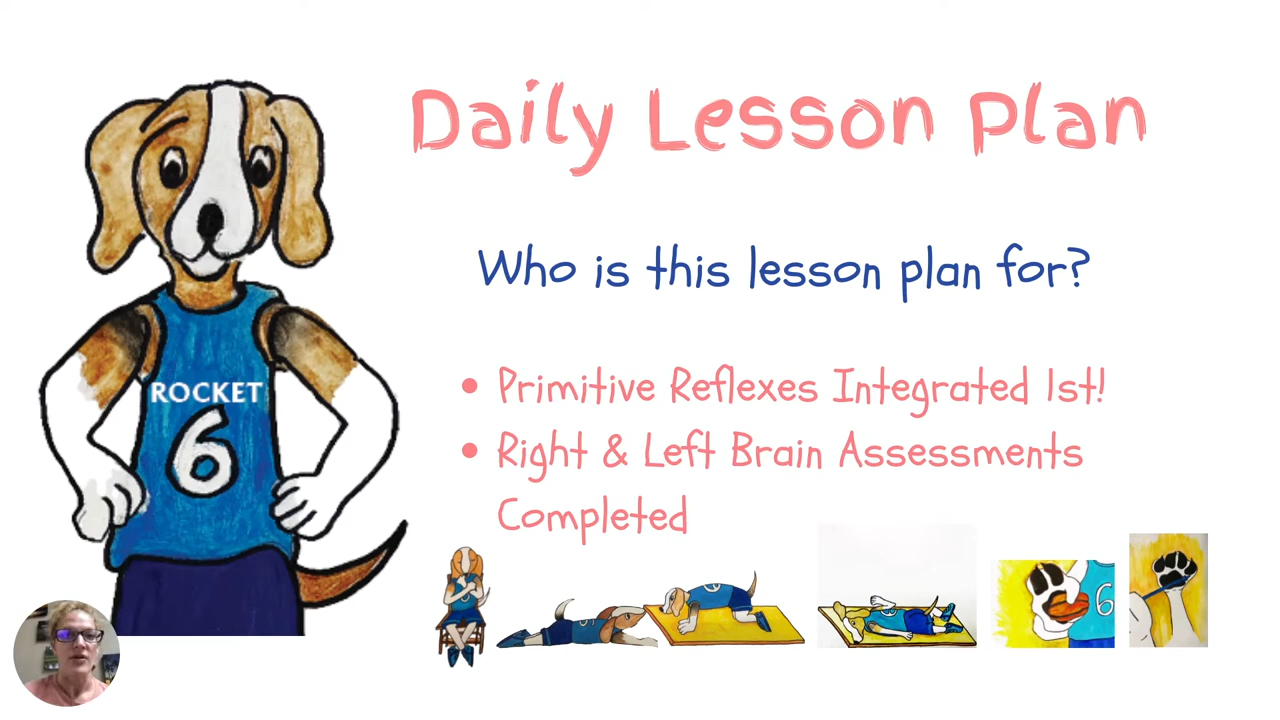 Daily Lesson Plan
Who is this lesson plan for?
• Primitive Reflexes Integrated 1st!
• Right & Left Brain Assessments
Completed
ROCKET
6
6